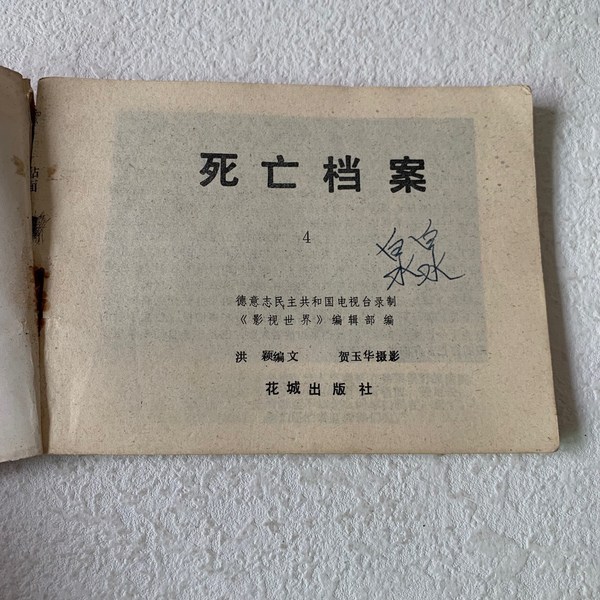 死亡档案
4
泉泉
德意志民主共和国电视台录制
《影视世界》编辑部编
洪 颖编文 贺玉华摄影
花城出版社